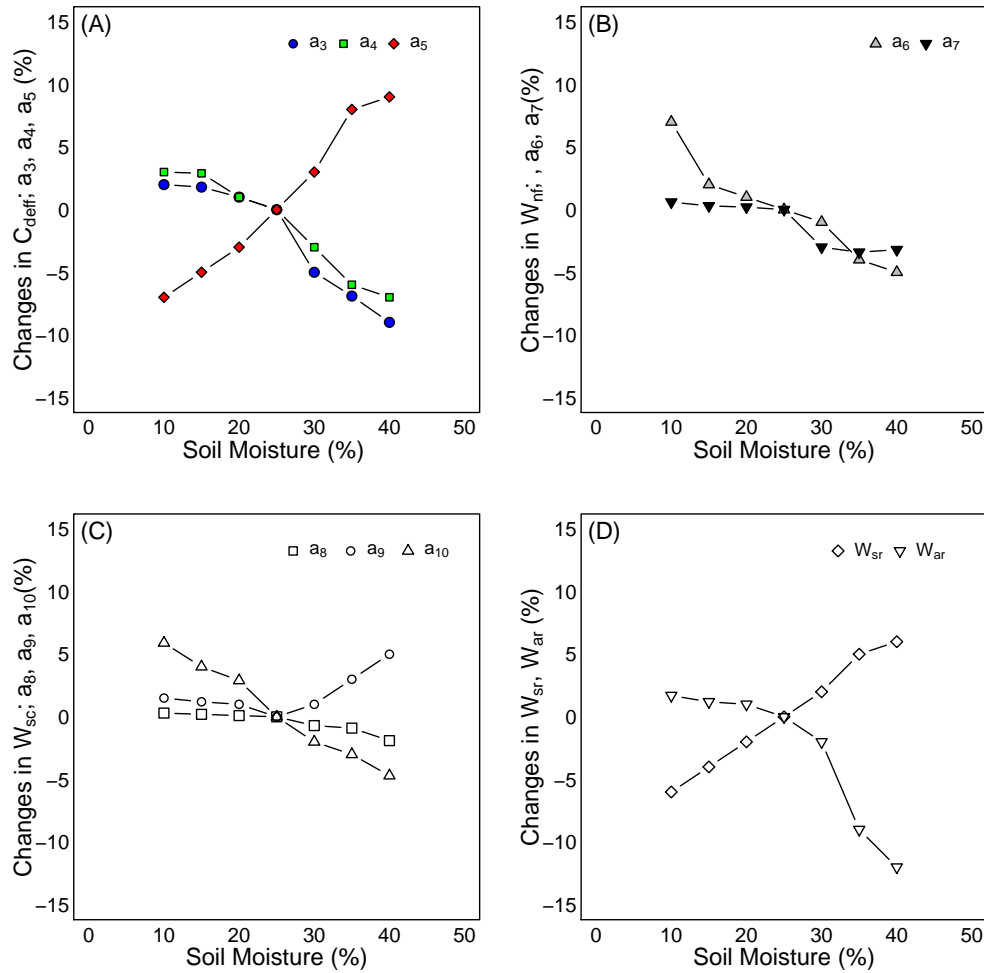 (A)
a3 a4 a5
Changes in Cdeff; a3, a4, a5 (%)
15
10
5
0
−5
−10
−15
0 10 20 30 40 50
Soil Moisture (%)
(B)
a6 a7
Changes in Wnf; , a6, a7(%)
15
10
5
0
−5
−10
−15
0 10 20 30 40 50
Soil Moisture (%)
(C)
a8 a9 a10
Changes in Wsc; a8, a9, a10(%)
15
10
5
0
−5
−10
−15
0 10 20 30 40 50
Soil Moisture (%)
(D)
Wsr War
Changes in Wsr, War (%)
15
10
5
0
−5
−10
−15
0 10 20 30 40 50
Soil Moisture (%)